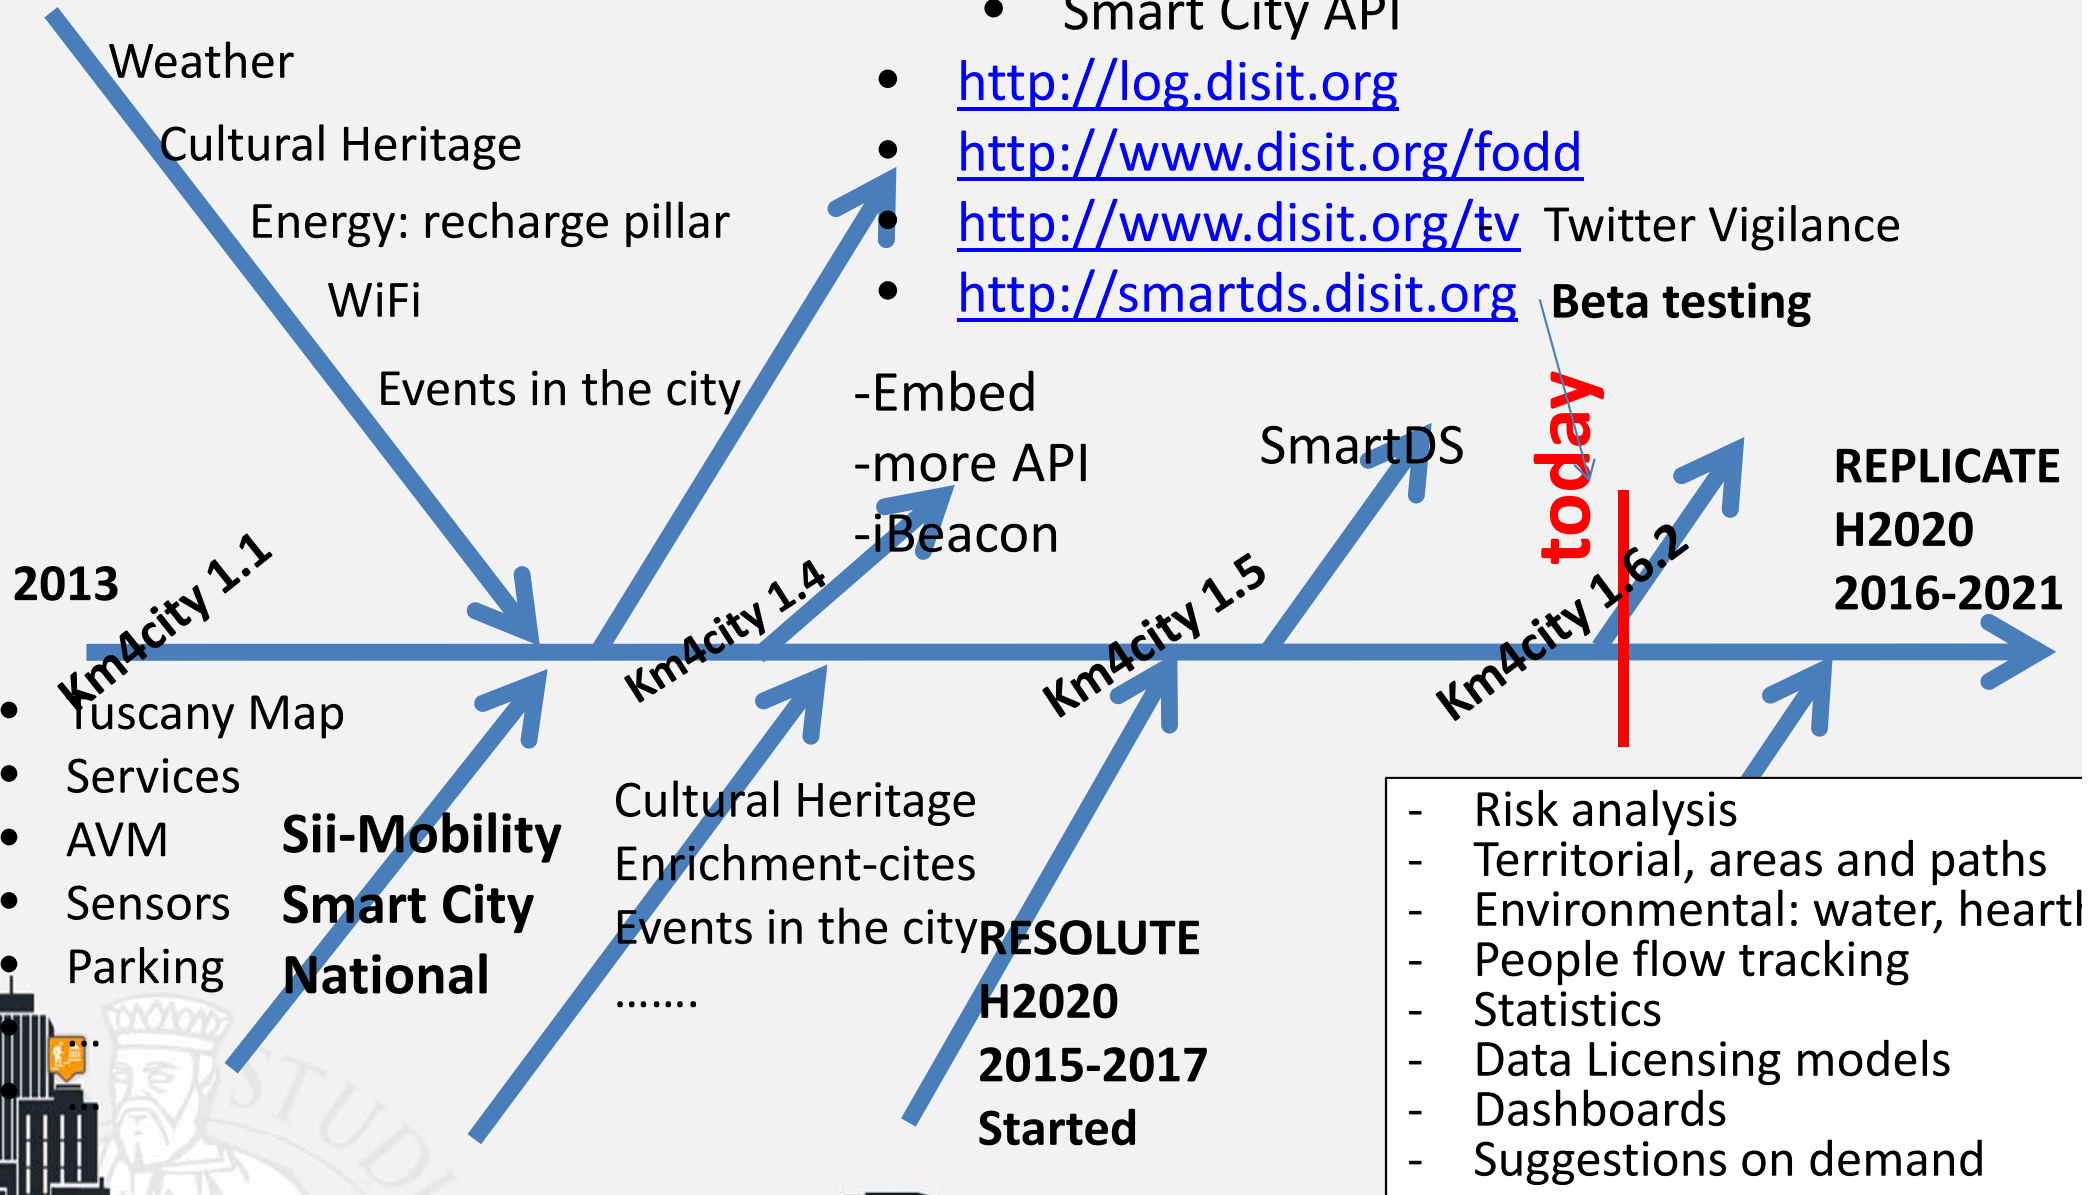 Weather
Cultural Heritage
Energy: recharge pillar
WiFi
Events in the city
• Smart City API
• http://log.disit.org
• http://www.disit.org/fodd
• http://www.disit.org/tv - Twitter Vigilance
• http://smartds.disit.org Beta testing
-Embed
-more API
-iBeacon
SmartDS
today
REPLICATE
H2020
2016-2021
2013
Km4city 1.1
Km4city 1.4
Km4city 1.5
Km4city 1.6.2
• Tuscany Map
• Services
• AVM
• Sensors
• Parking
• ...
• ...
Sii-Mobility
Smart City
National
Cultural Heritage
Enrichment-cites
Events in the city
.......
RESOLUTE
H2020
2015-2017
Started
- Risk analysis
- Territorial, areas and paths
- Environmental: water, hearth
- People flow tracking
- Statistics
- Data Licensing models
- Dashboards
- Suggestions on demand
STUDI